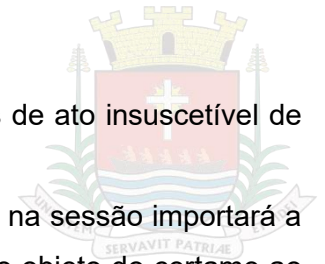 de ato insuscetível de
na sessão importará a
objeto do certame ao
SERVAVIT PATRIAE